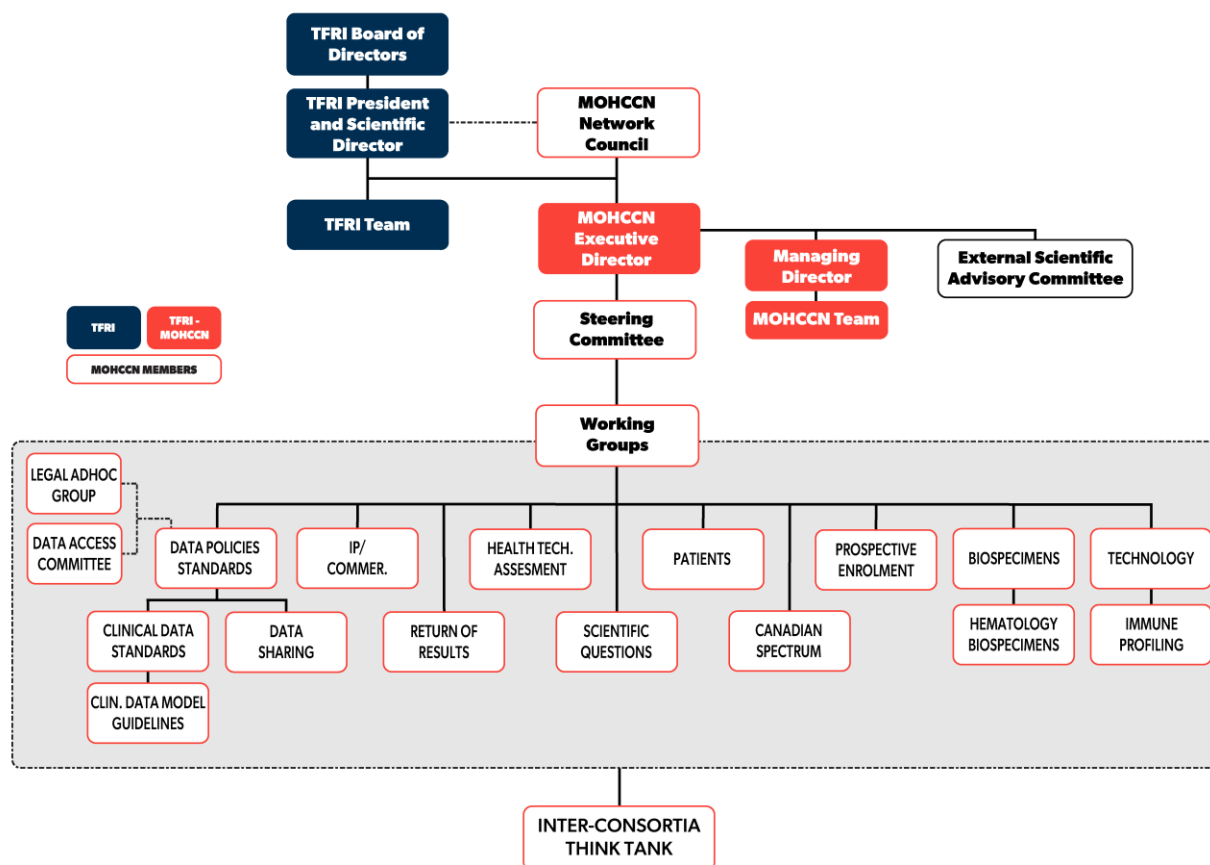 TFRI Board of
Directors
TFRI President
and Scientific
Director
MOHCCN
Network
Council
TFRI Team
MOHCCN
Executive
Director
Managing
Director
External Scientific
Advisory Committee
MOHCCN Team
TFRI
TFRI -
MOHCCN
MOHCCN MEMBERS
Steering
Committee
Working
Groups
LEGAL ADHOC
GROUP
DATA ACCESS
COMMITTEE
DATA POLICIES
STANDARDS
IP/
COMMER.
HEALTH TECH.
ASSESMENT
PATIENTS
PROSPECTIVE
ENROLMENT
BIOSPECIMENS
TECHNOLOGY
CLINICAL DATA
STANDARDS
DATA
SHARING
RETURN OF
RESULTS
SCIENTIFIC
QUESTIONS
CANADIAN
SPECTRUM
HEMATOLOGY
BIOSPECIMENS
IMMUNE
PROFILING
CLIN. DATA MODEL
GUIDELINES
INTER-CONSORTIA
THINK TANK